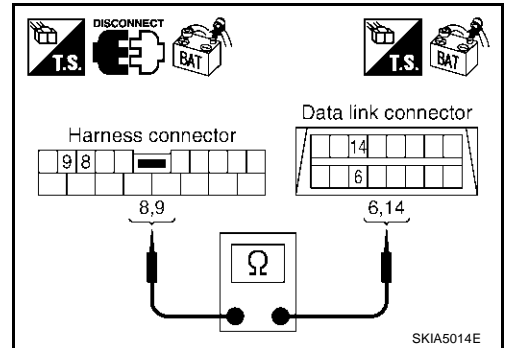 DISCONNECT
T.S.
BAT
T.S.
BAT
Harness connector
Data link connector
9 8
14
6
8,9
6,14
Ω
SKIA5014E